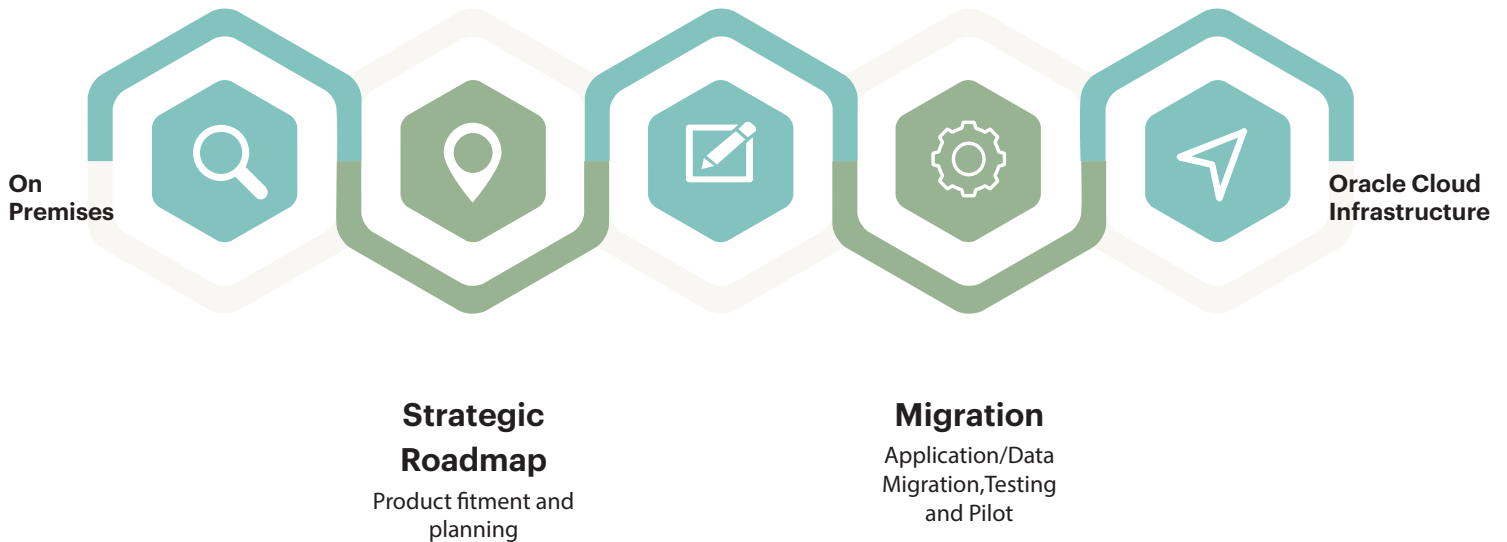 On
Premises
Oracle Cloud
Infrastructure
Strategic
Roadmap
Product fitment and
planning
Migration
Application/Data
Migration,Testing
and Pilot